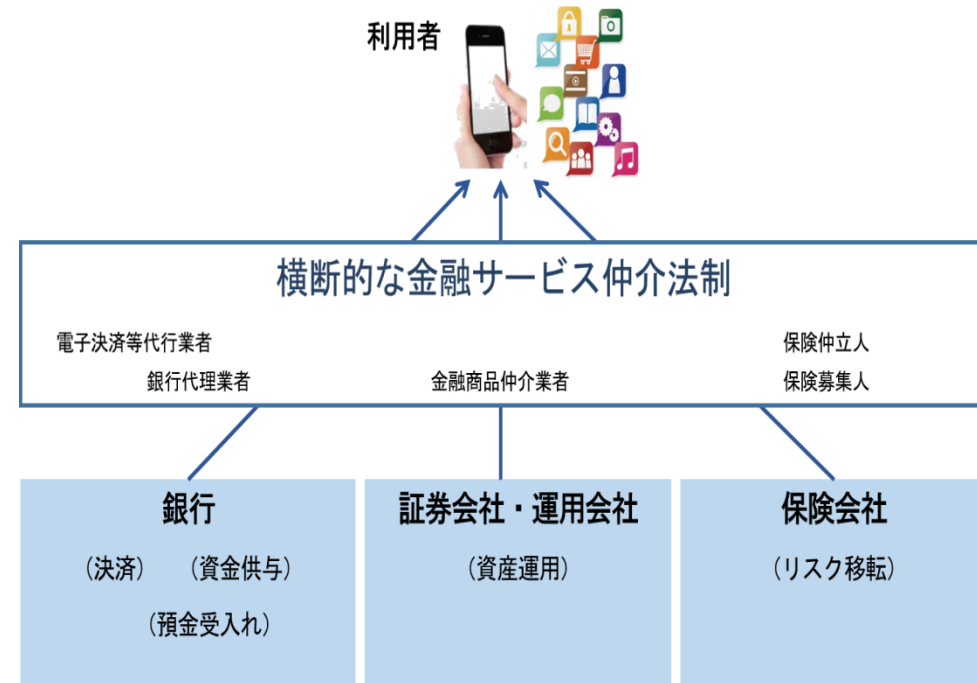 利用者
横断的な金融サービス仲介法制
電子決済等代行業者
保険仲立人
銀行代理業者
金融商品仲介業者
保険募集人
銀行
(決済)
(資金供与)
(預金受入れ)
証券会社・運用会社
(資産運用)
保険会社
(リスク移転)